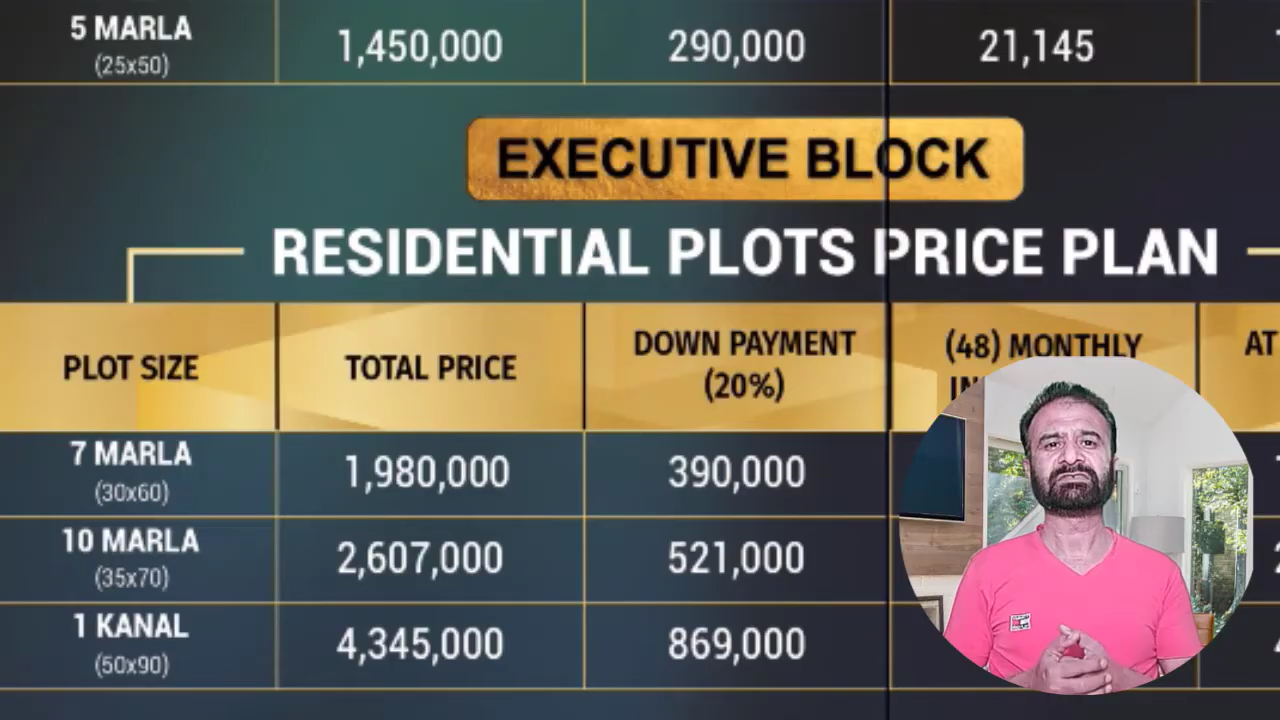 5 MARLA
(25x50)
1,450,000
290,000
21,145
EXECUTIVE BLOCK
RESIDENTIAL PLOTS PRICE PLAN
PLOT SIZE
TOTAL PRICE
DOWN PAYMENT
(20%)
(48) MONTHLY
AT
7 MARLA
(30x60)
1,980,000
390,000
10 MARLA
(35x70)
2,607,000
521,000
1 KANAL
(50x90)
4,345,000
869,000